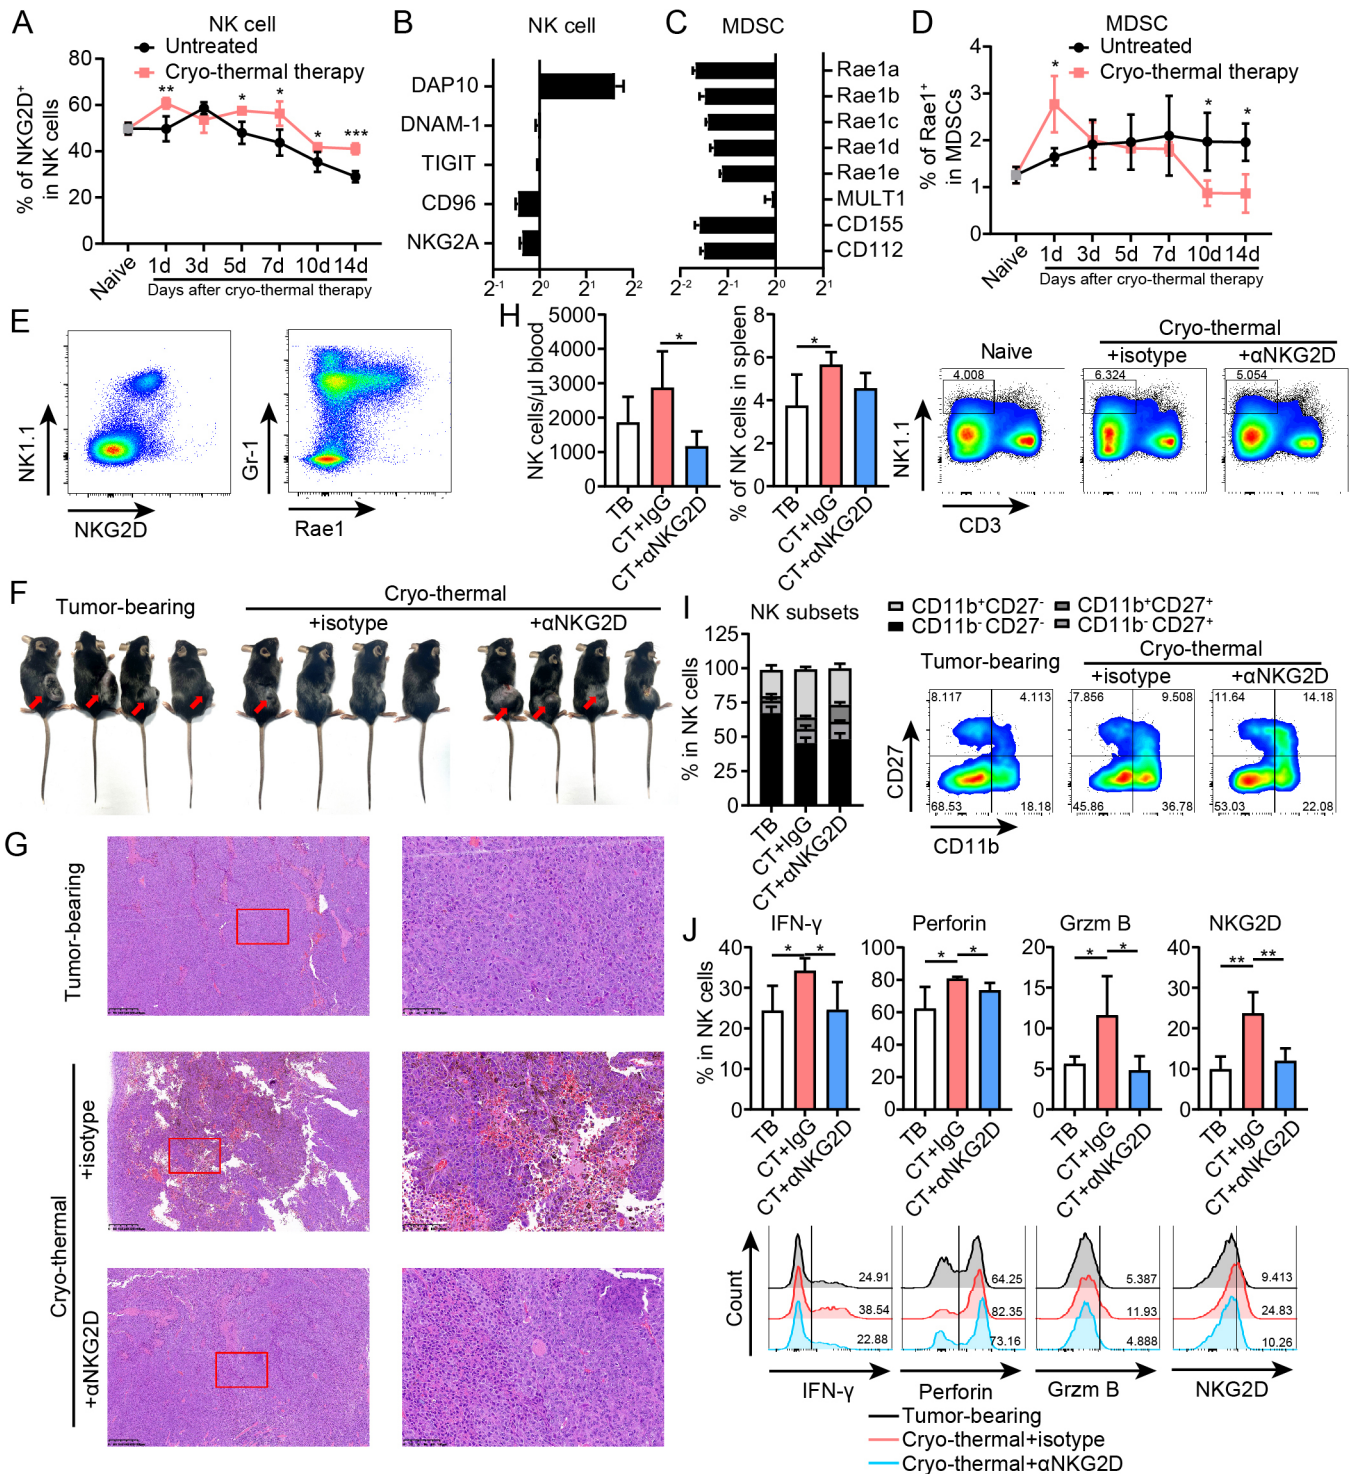 A
NK cell
Untreated
Cryo-thermal therapy
% of NKG2D+
in NK cells
80
60
40
20
0
** * * * ***
Naive 1d 3d 5d 7d 10d 14d
Days after cryo-thermal therapy
B
NK cell
DAP10
DNAM-1
TIGIT
CD96
NKG2A
2-1 20 21 22
C
MDSC
Rae1a
Rae1b
Rae1c
Rae1d
Rae1e
MULT1
CD155
CD112
2-2 2-1 20 21
D
MDSC
Untreated
Cryo-thermal therapy
% of Rae1+
in MDSCs
4
3
2
1
0
* * *
Naive 1d 3d 5d 7d 10d 14d
Days after cryo-thermal therapy
E
NK1.1
NKG2D
Gr-1
Rae1
H
NK cells/μl blood
5000
4000
3000
2000
1000
0
*
TB CT+IgG CT+αNKG2D
% of NK cells in spleen
8
6
4
2
0
*
TB CT+IgG CT+αNKG2D
Cryo-thermal
Naive +isotype +αNKG2D
4.008 6.324 5.054
NK1.1
CD3
F
Tumor-bearing
Cryo-thermal
+isotype +αNKG2D
I
NK subsets
CD11b+CD27- CD11b+CD27+
CD11b-CD27- CD11b-CD27+
% in NK cells
125
100
75
50
25
0
TB CT+IgG CT+αNKG2D
Cryo-thermal
Tumor-bearing +isotype +αNKG2D
8.117 4.113 7.856 9.508 11.64 14.18
68.53 18.18 45.86 36.78 53.03 22.08
CD27
CD11b
G
Tumor-bearing
Cryo-thermal
+isotype
+αNKG2D
J
% in NK cells
IFN-γ
40
30
20
10
0
* *
TB CT+IgG CT+αNKG2D
Perforin
100
80
60
40
20
0
* *
TB CT+IgG CT+αNKG2D
Grzm B
20
15
10
5
0
* *
TB CT+IgG CT+αNKG2D
NKG2D
40
30
20
10
0
** **
TB CT+IgG CT+αNKG2D
Count
24.91 64.25 5.387 9.413
38.54 82.35 11.93 24.83
22.88 73.16 4.888 10.26
IFN-γ Perforin Grzm B NKG2D
Tumor-bearing
Cryo-thermal+isotype
Cryo-thermal+αNKG2D